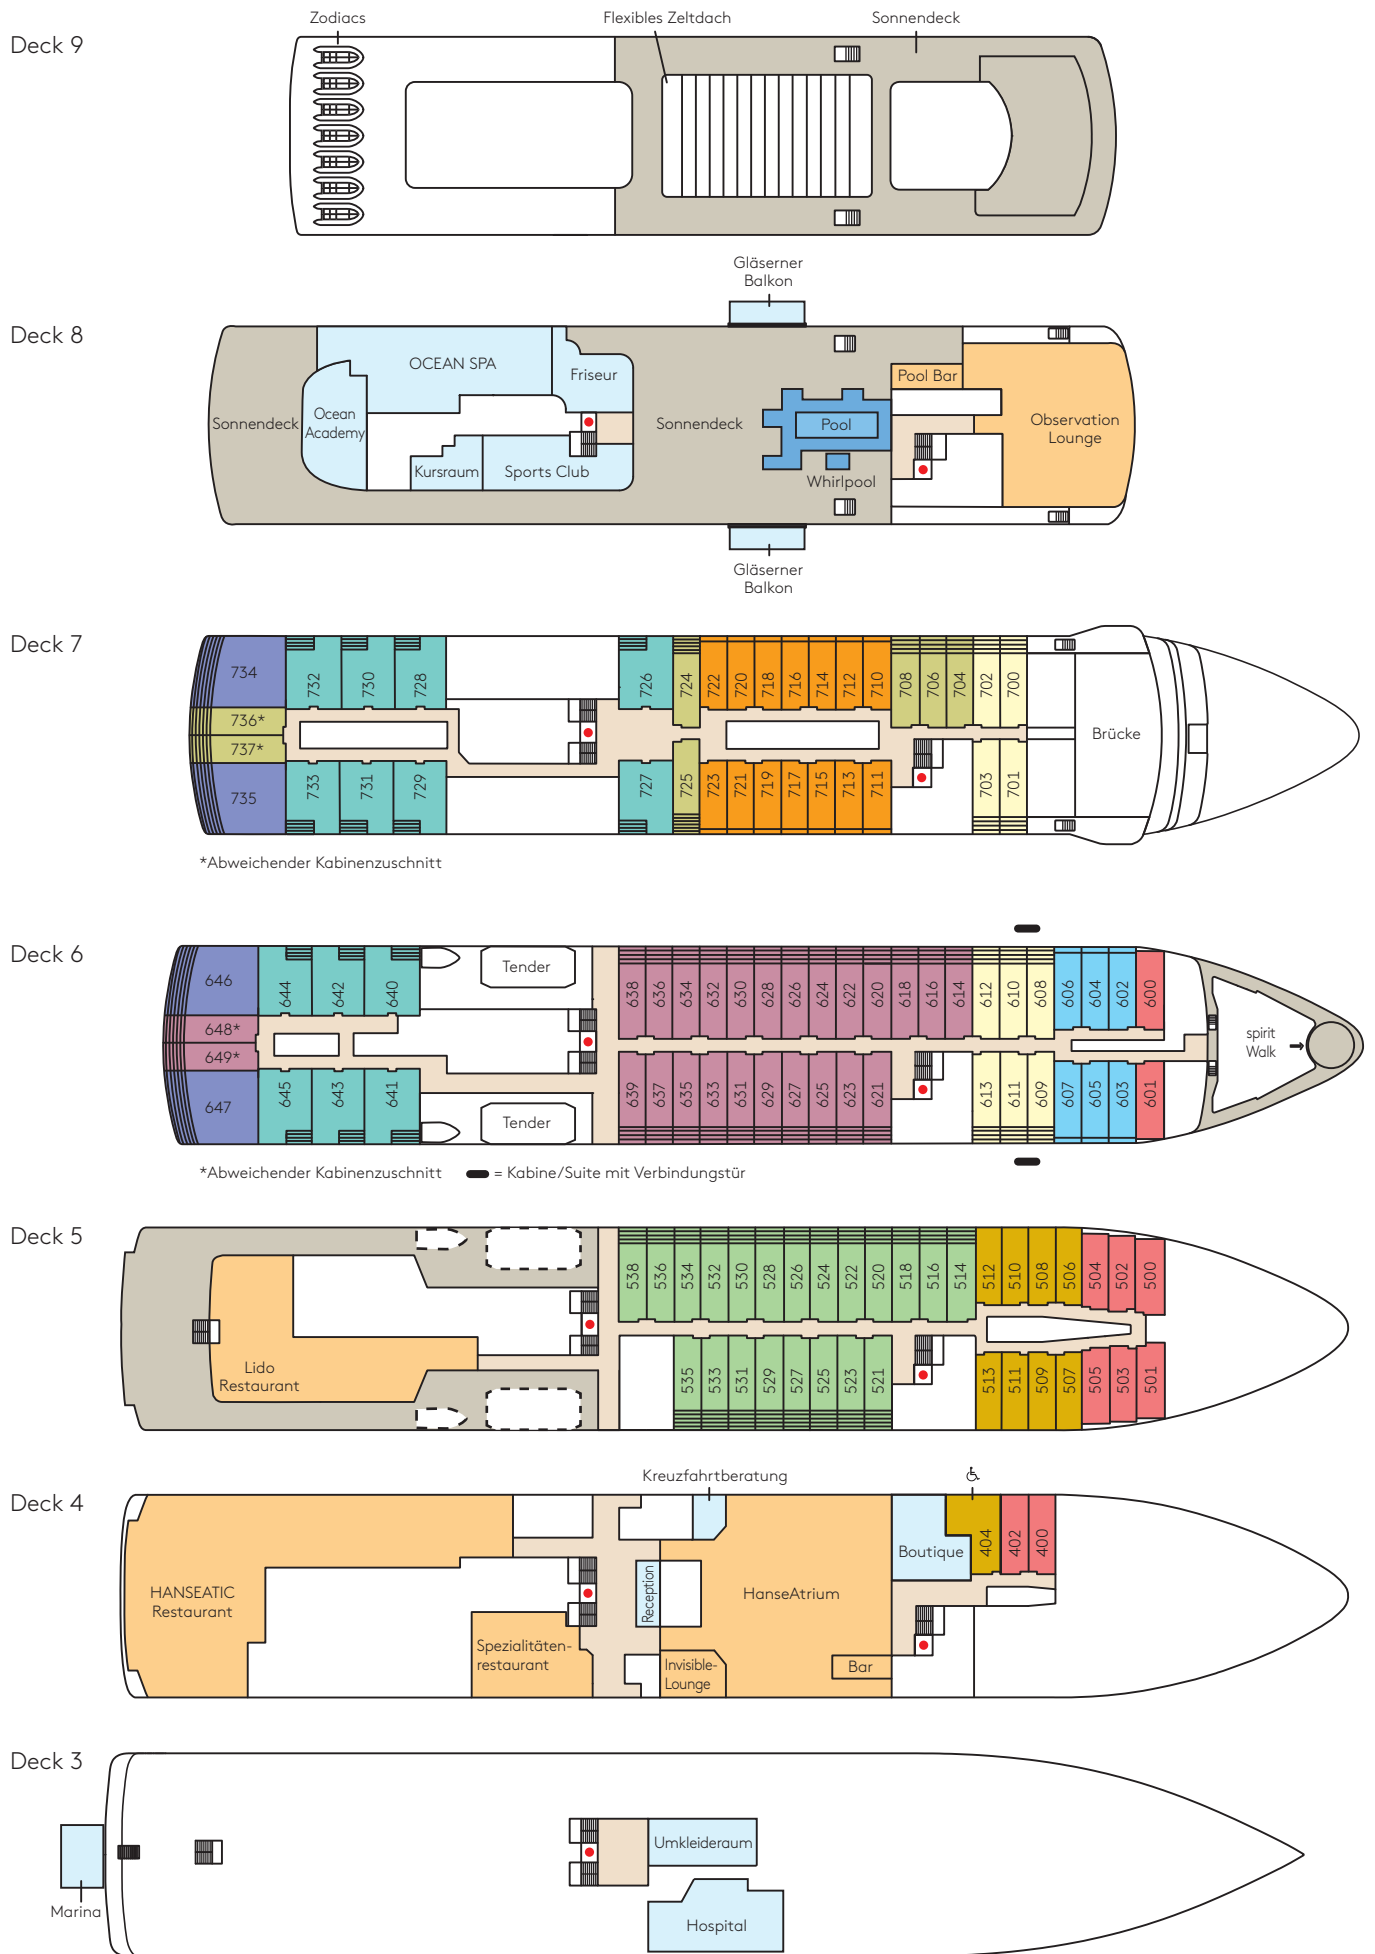 Zodiacs
Flexibles Zeltdach
Sonnendeck
Deck 9
Gläserner
Balkon
Deck 8
OCEAN SPA
Friseur
Pool Bar
Sonnendeck
Ocean
Academy
Sonnendeck
Pool
Observation
Lounge
Kursraum
Sports Club
Whirlpool
Gläserner
Balkon
Deck 7
734
732
730
728
726
724
722
720
718
716
714
712
710
708
706
704
702
700
736*
737*
Brücke
735
733
731
729
727
725
723
721
719
717
715
713
711
703
701
*Abweichender Kabinenzuschnitt
Deck 6
646
644
642
640
Tender
638
636
634
632
630
628
626
624
622
620
618
616
614
612
610
608
606
604
602
600
648*
649*
spirit
Walk
647
645
643
641
Tender
639
637
635
633
631
629
627
625
623
621
613
611
609
607
605
603
601
*Abweichender Kabinenzuschnitt
= Kabine/Suite mit Verbindungstür
Deck 5
538
536
534
532
530
528
526
524
522
520
518
516
514
512
510
508
506
504
502
500
Lido
Restaurant
535
533
531
529
527
525
523
521
513
511
509
507
505
503
501
Kreuzfahrtberatung
Deck 4
Boutique
404
402
400
HANSEATIC
Restaurant
Reception
HanseAtrium
Spezialitäten-
restaurant
Invisible-
Lounge
Bar
Deck 3
Umkleideraum
Marina
Hospital